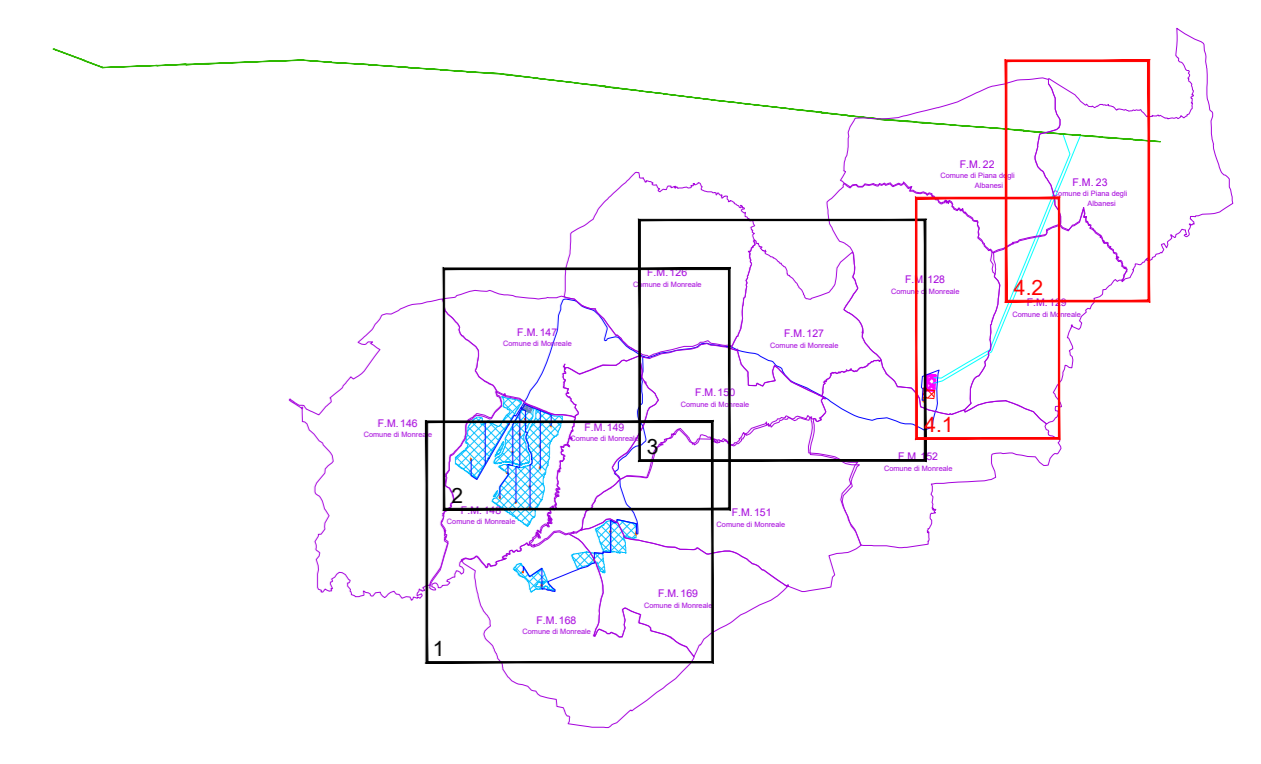 F.M. 22
Comune di Piana degli
Albanesi
F.M. 23
Comune di Piana degli
Albanesi
F.M. 126
Comune di Monreale
F.M. 128
Comune di Monreale
4.2
F.M. 129
Comune di Monreale
F.M. 147
Comune di Monreale
F.M. 127
Comune di Monreale
F.M. 150
Comune di Monreale
F.M. 146
Comune di Monreale
F.M. 149
Comune di Monreale
4.1
3
F.M. 152
Comune di Monreale
2
F.M. 148
Comune di Monreale
F.M. 151
Comune di Monreale
F.M. 169
Comune di Monreale
F.M. 168
Comune di Monreale
1